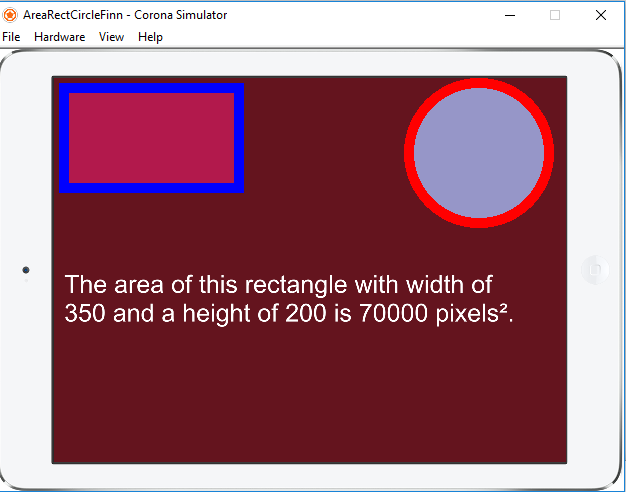 AreaRectCircleFinn - Corona Simulator
File Hardware View Help
The area of this rectangle with width of
350 and a height of 200 is 70000 pixels².